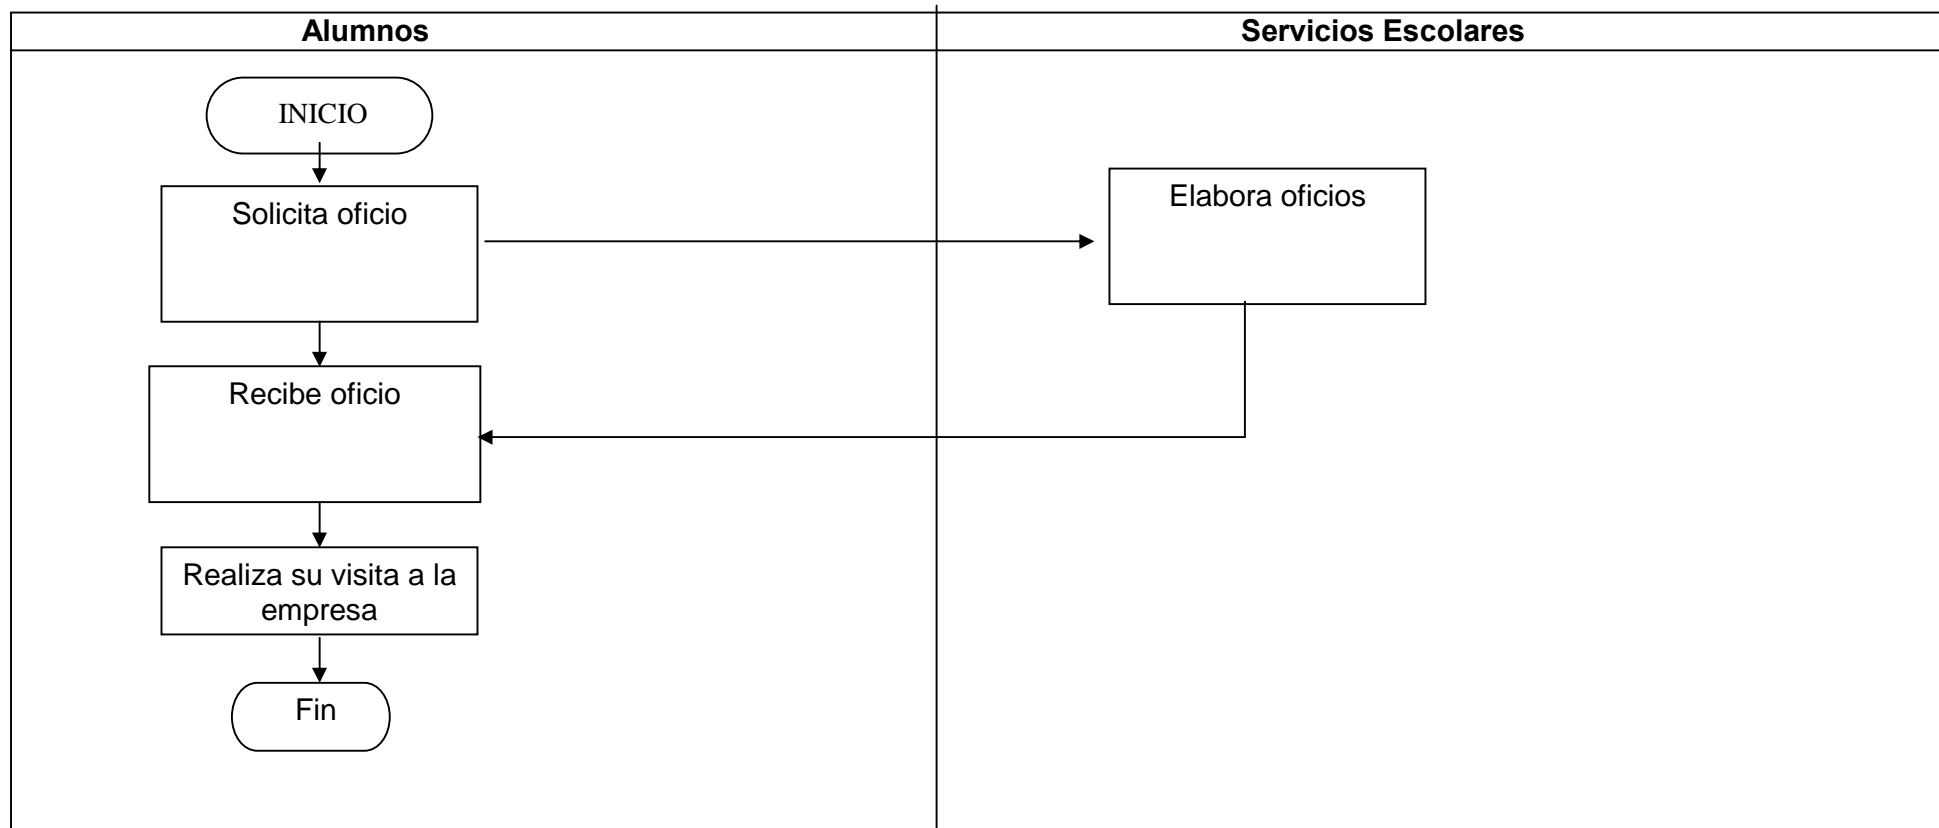 Alumnos
Servicios Escolares
INICIO
Solicita oficio
Elabora oficios
Recibe oficio
Realiza su visita a la
empresa
Fin